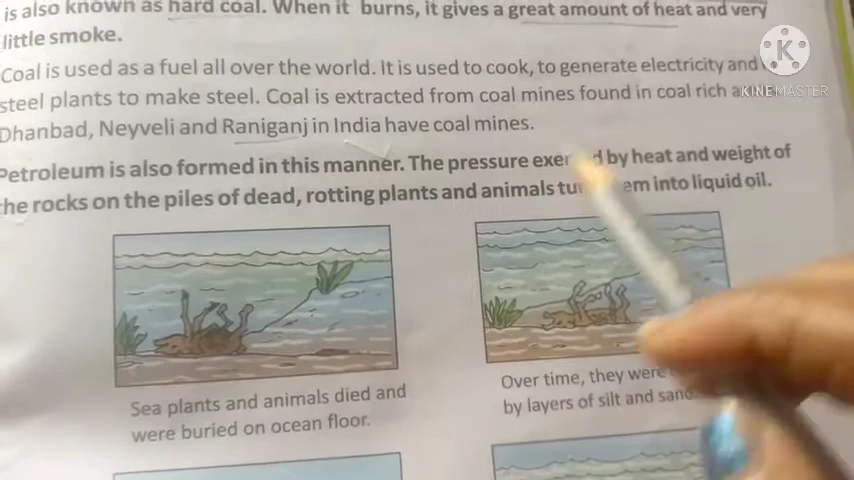 is also known as hard coal. When it burns, it gives a great amount of heat and very
little smoke.
Coal is used as a fuel all over the world. It is used to cook, to generate electricity and
steel plants to make steel. Coal is extracted from coal mines found in coal rich
Dhanbad, Neyveli and Raniganj in India have coal mines.
Petroleum is also formed in this manner. The pressure by heat and weight of
the rocks on the piles of dead, rotting plants and animals into liquid oil.
Sea plants and animals died and
were buried on ocean floor.
Over time, they were
by layers of silt and sand
KINEMASTER